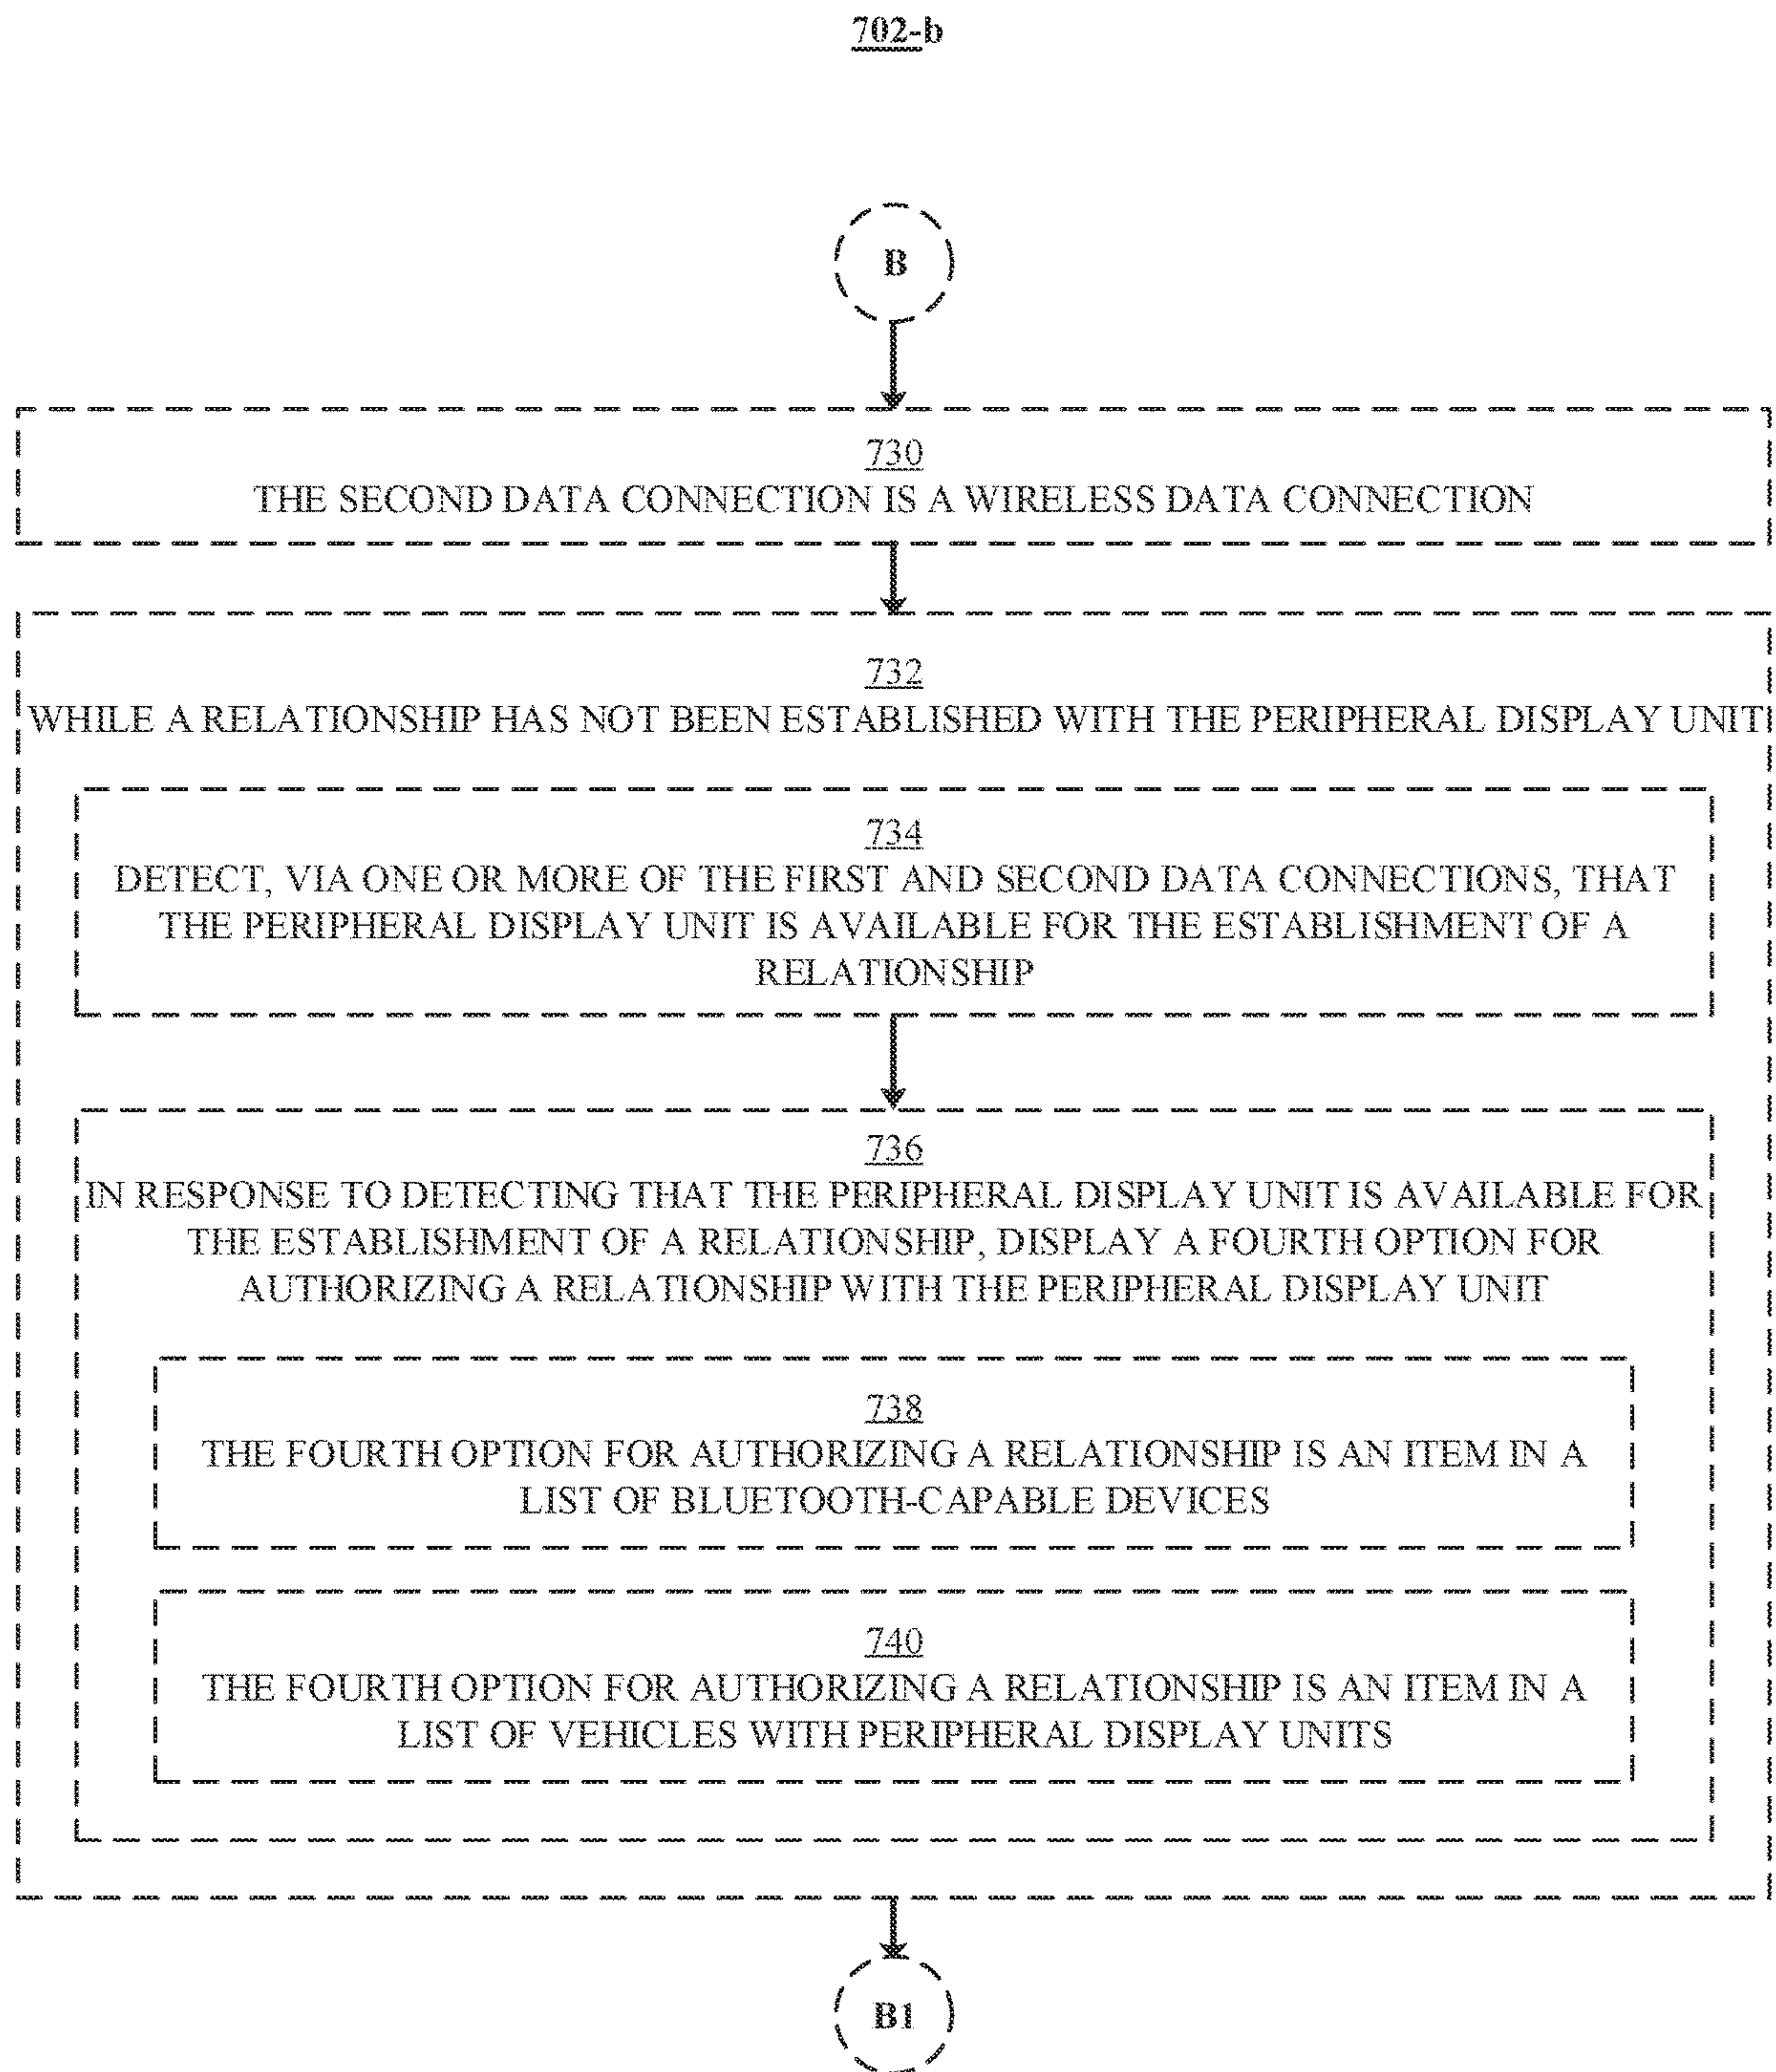 702-b
B
730
THE SECOND DATA CONNECTION IS A WIRELESS DATA CONNECTION
732
WHILE A RELATIONSHIP HAS NOT BEEN ESTABLISHED WITH THE PERIPHERAL DISPLAY UNIT
734
DETECT, VIA ONE OR MORE OF THE FIRST AND SECOND DATA CONNECTIONS, THAT
THE PERIPHERAL DISPLAY UNIT IS AVAILABLE FOR THE ESTABLISHMENT OF A
RELATIONSHIP
736
IN RESPONSE TO DETECTING THAT THE PERIPHERAL DISPLAY UNIT IS AVAILABLE FOR
THE ESTABLISHMENT OF A RELATIONSHIP, DISPLAY A FOURTH OPTION FOR
AUTHORIZING A RELATIONSHIP WITH THE PERIPHERAL DISPLAY UNIT
738
THE FOURTH OPTION FOR AUTHORIZING A RELATIONSHIP IS AN ITEM IN A
LIST OF BLUETOOTH-CAPABLE DEVICES
740
THE FOURTH OPTION FOR AUTHORIZING A RELATIONSHIP IS AN ITEM IN A
LIST OF VEHICLES WITH PERIPHERAL DISPLAY UNITS
B1